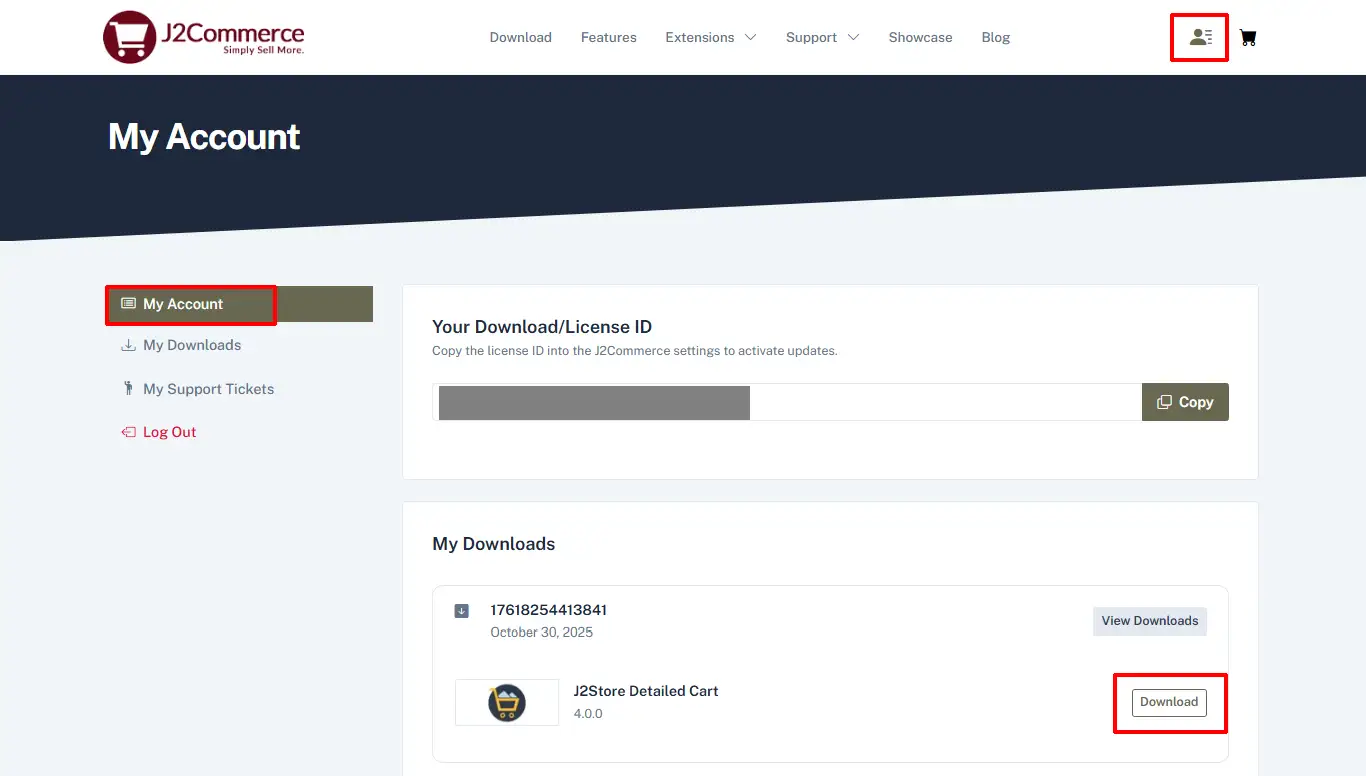 J2Commerce
Simply Sell More.
Download Features Extensions Support Showcase Blog
My Account
My Account
My Downloads
My Support Tickets
Log Out
Your Download/License ID
Copy the license ID into the J2Commerce settings to activate updates.
Copy
My Downloads
17618254413841
October 30, 2025
View Downloads
J2Store Detailed Cart
4.0.0
Download